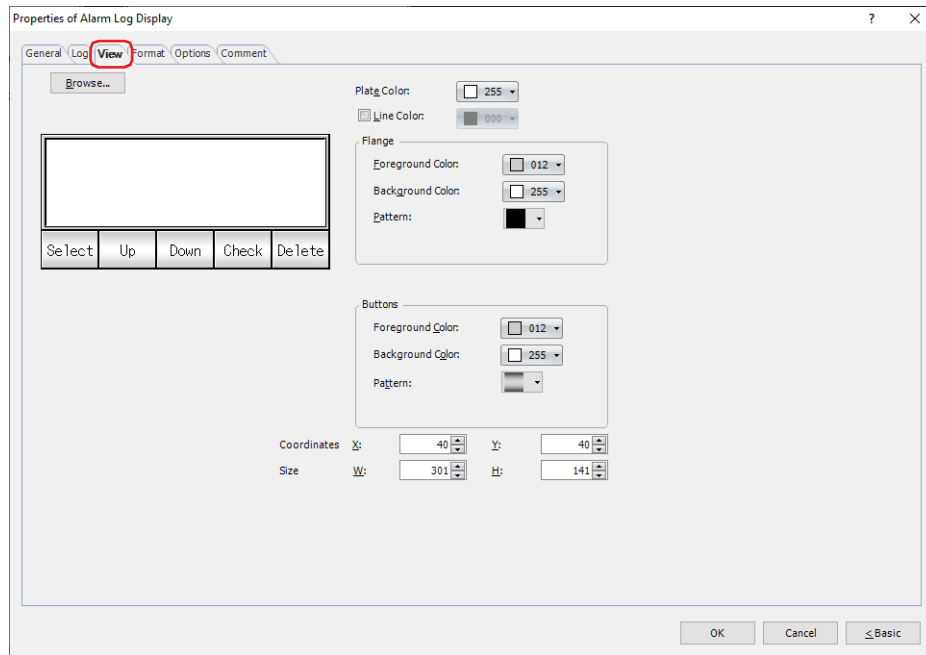 Properties of Alarm Log Display ? ×
General Log View Format Options Comment
Browse...
Plate Color: 255
Line Color: 000
Flange
Foreground Color: 012
Background Color: 255
Pattern:
Select Up Down Check Delete
Buttons
Foreground Color: 012
Background Color: 255
Pattern:
Coordinates X: 40 Y: 40
Size W: 301 H: 141
OK Cancel < Basic